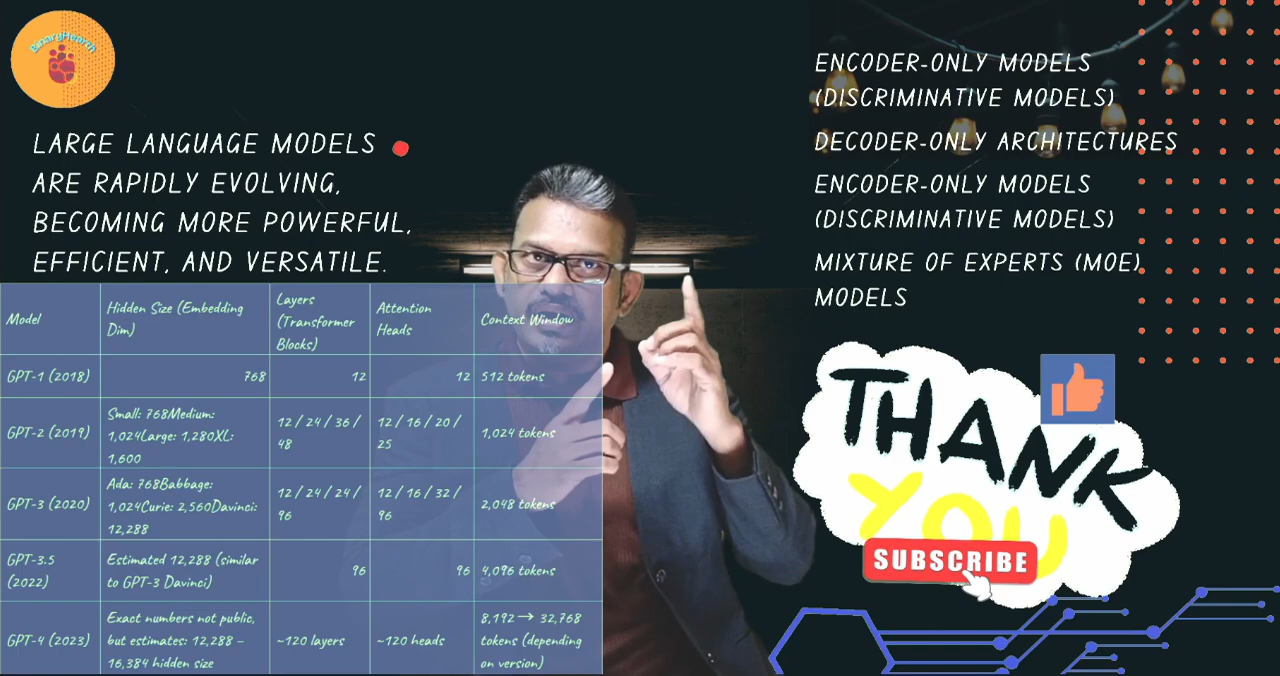 BinaryHearth
LARGE LANGUAGE MODELS
ARE RAPIDLY EVOLVING,
BECOMING MORE POWERFUL,
EFFICIENT, AND VERSATILE.
ENCODER-ONLY MODELS
(DISCRIMINATIVE MODELS)
DECODER-ONLY ARCHITECTURES
ENCODER-ONLY MODELS
(DISCRIMINATIVE MODELS)
MIXTURE OF EXPERTS (MOE)
MODELS
Model
Hidden Size (Embedding
Dim)
Layers
(Transformer
Blocks)
Attention
Heads
Context Window
GPT-1 (2018)
768
12
12
512 tokens
GPT-2 (2019)
Small: 768Medium:
1,024Large: 1,280XL:
1,600
12 / 24 / 36 /
48
12 / 16 / 20 /
25
1,024 tokens
GPT-3 (2020)
Ada: 768Babbage:
1,024Curie: 2,560Davinci:
12,288
12 / 24 / 24 /
96
12 / 16 / 32 /
96
2,048 tokens
GPT-3.5
(2022)
Estimated 12,288 (similar
to GPT-3 Davinci)
96
96
4,096 tokens
GPT-4 (2023)
Exact numbers not public,
but estimates: 12,288 –
16,384 hidden size
~120 layers
~120 heads
8,192 → 32,768
tokens (depending
on version)
THANK
YOU
SUBSCRIBE